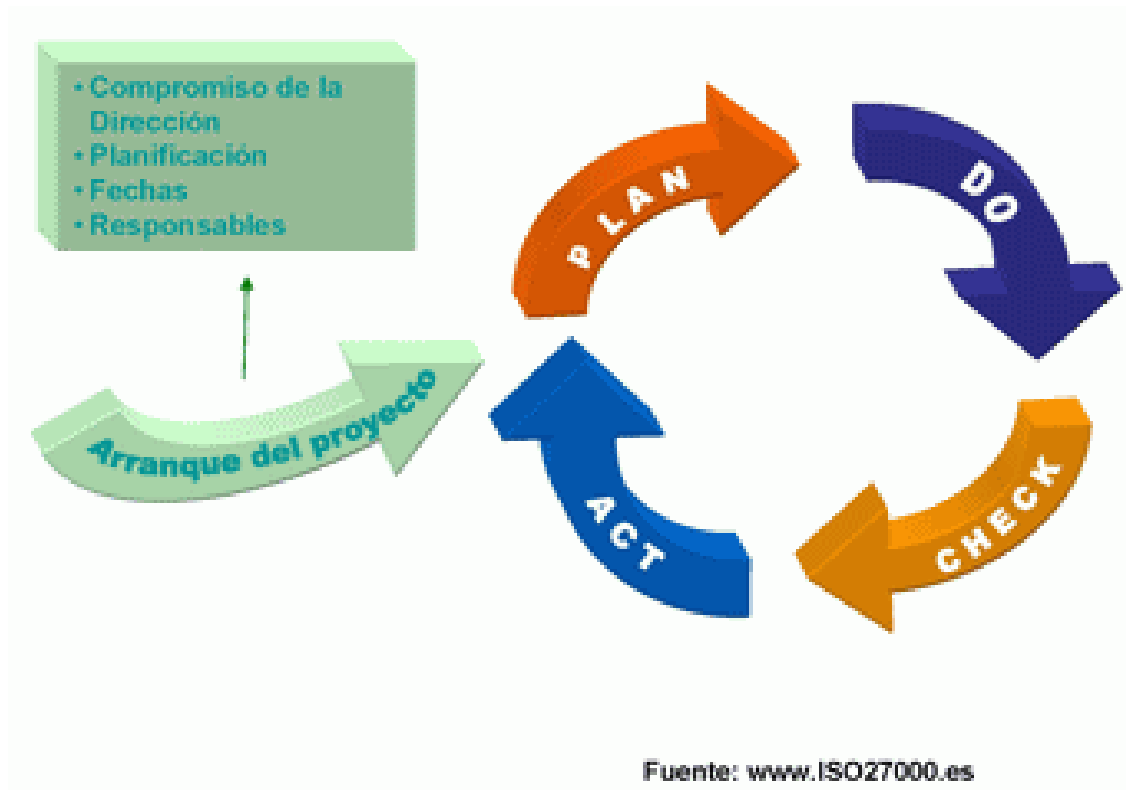 • Compromiso de la
Dirección
• Planificación
• Fechas
• Responsables
Arranque del proyecto
PLAN
DO
CHECK
ACT
Fuente: www.ISO27000.es